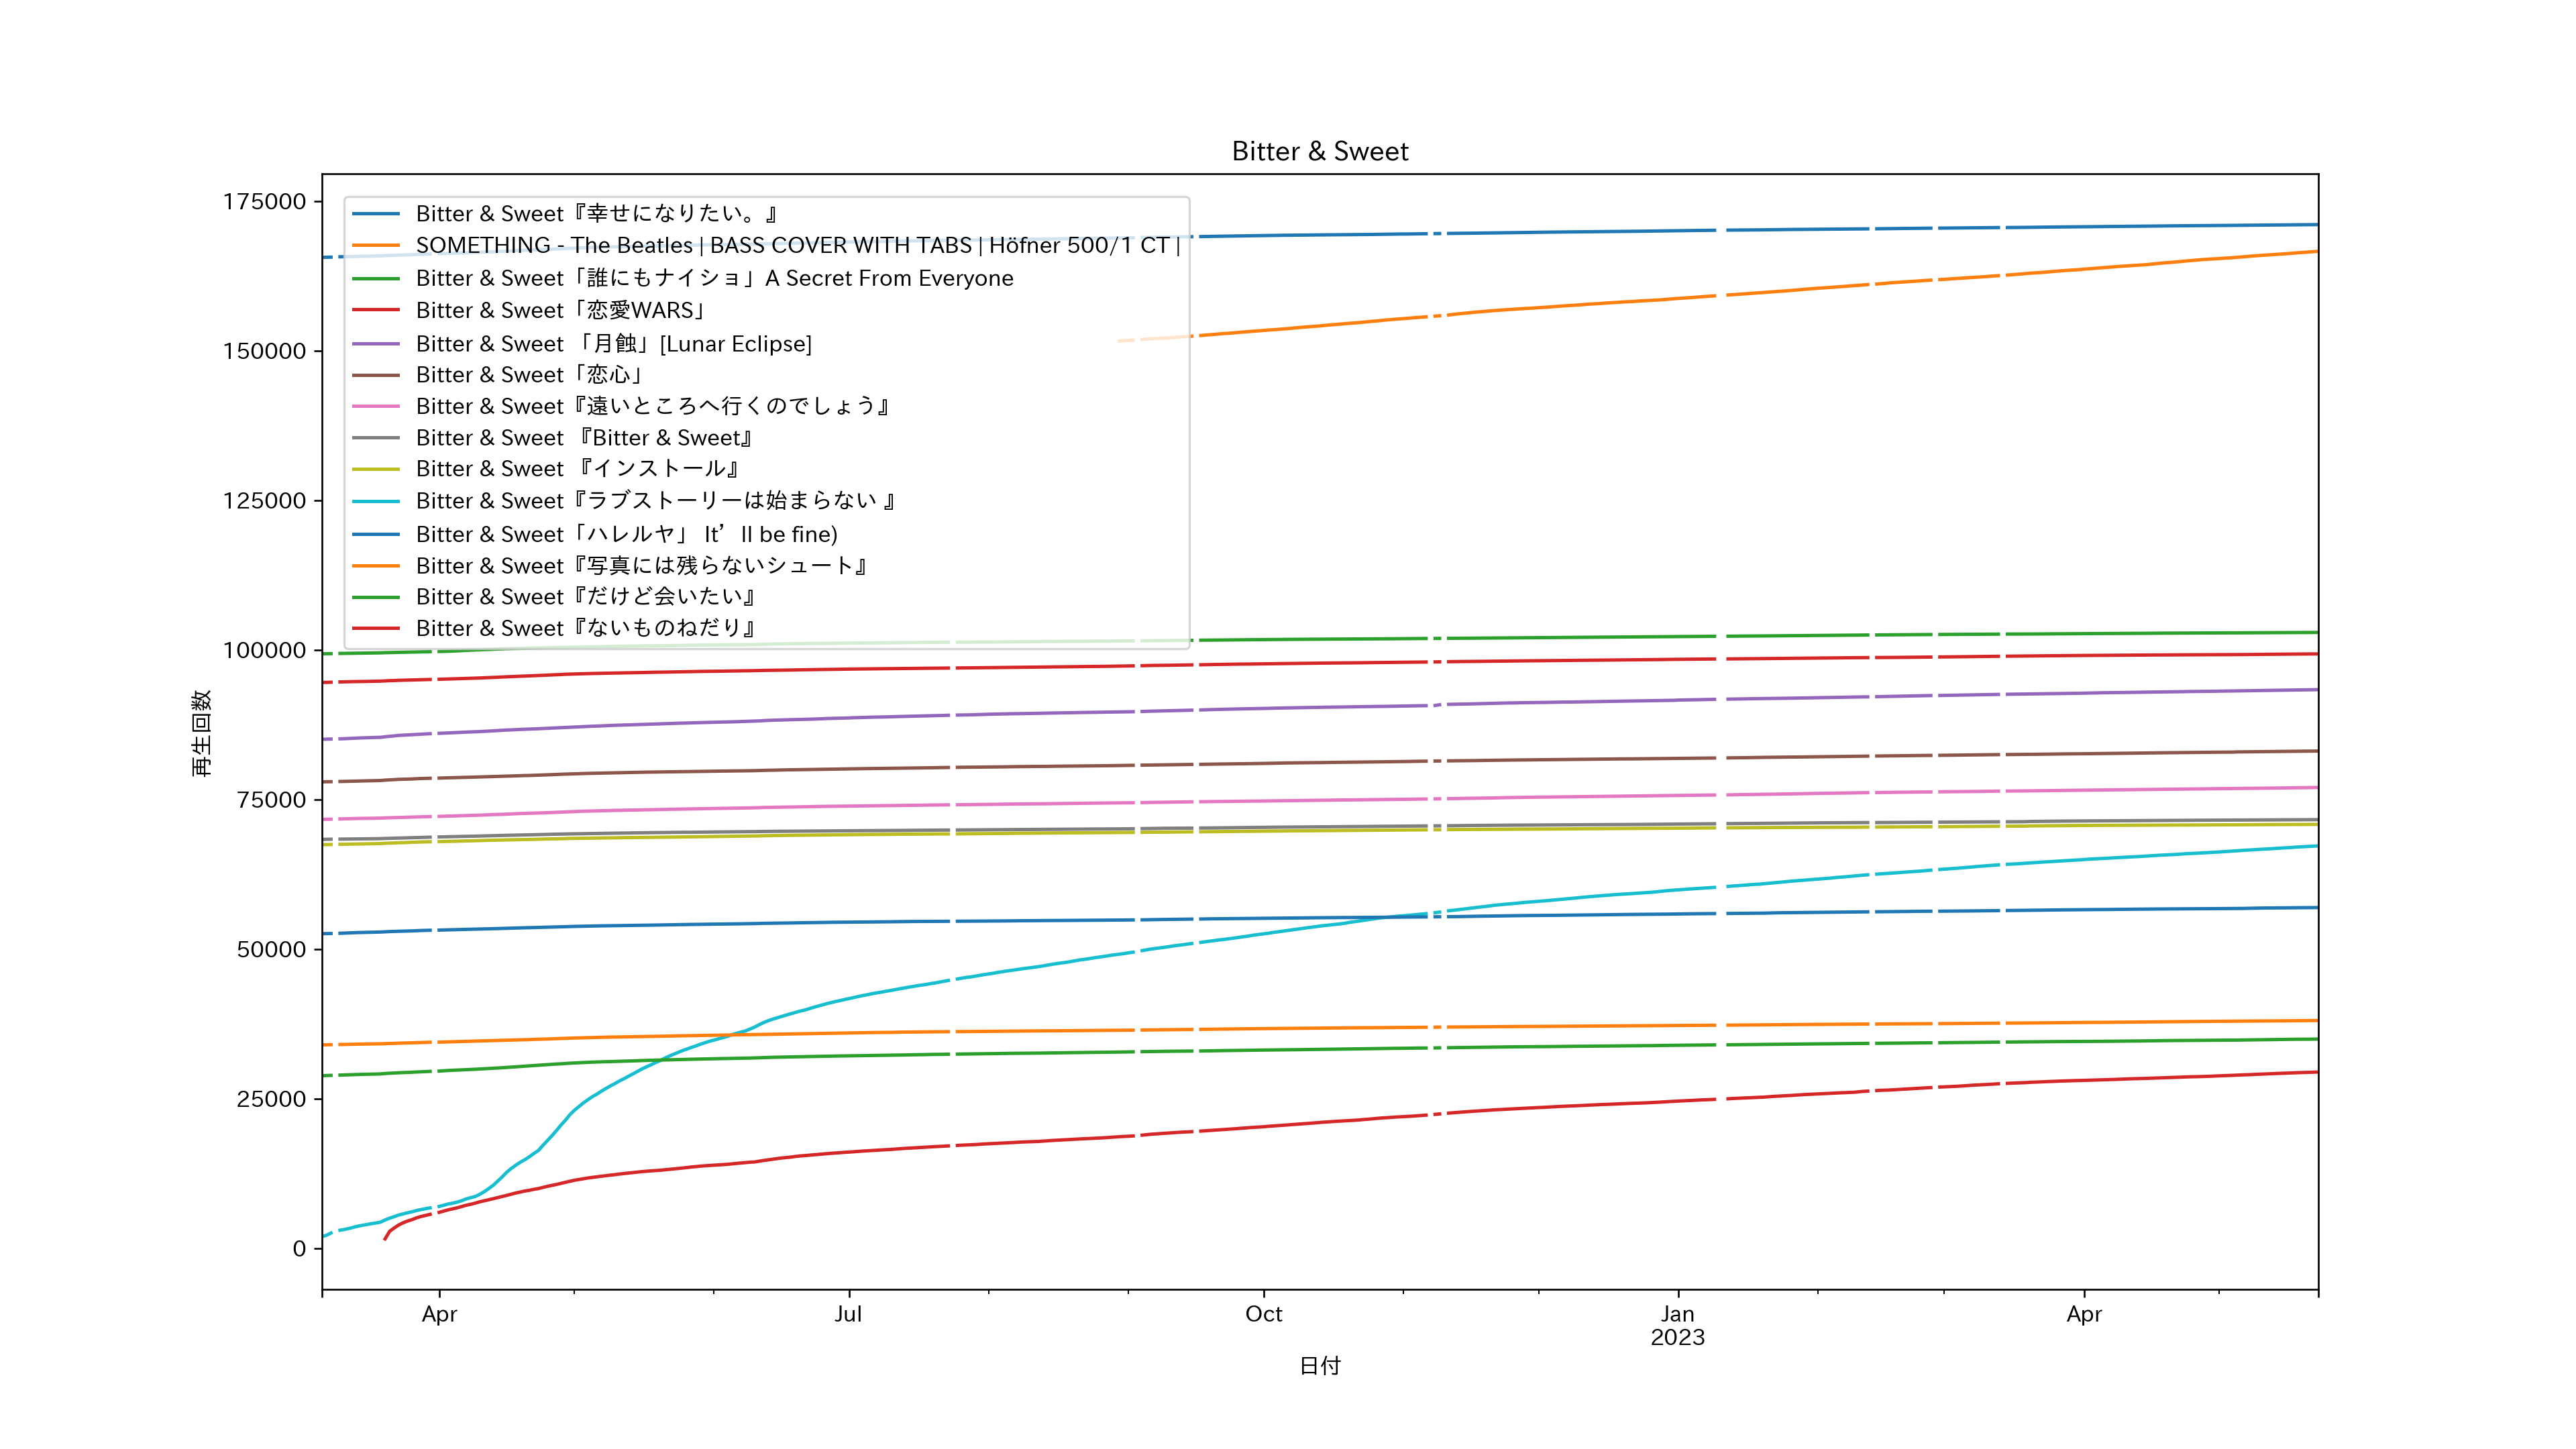 Bitter & Sweet
175000
150000
125000
100000
75000
50000
25000
0
再生回数
Bitter & Sweet『幸せになりたい。』
SOMETHING - The Beatles | BASS COVER WITH TABS | Höfner 500/1 CT |
Bitter & Sweet「誰にもナイショ」A Secret From Everyone
Bitter & Sweet「恋愛WARS」
Bitter & Sweet 「月蝕」[Lunar Eclipse]
Bitter & Sweet「恋心」
Bitter & Sweet『遠いところへ行くのでしょう』
Bitter & Sweet 『Bitter & Sweet』
Bitter & Sweet 『インストール』
Bitter & Sweet『ラブストーリーは始まらない 』
Bitter & Sweet「ハレルヤ」 It’ll be fine)
Bitter & Sweet『写真には残らないシュート』
Bitter & Sweet『だけど会いたい』
Bitter & Sweet『ないものねだり』
Apr Jul Oct Jan Apr
2023
日付